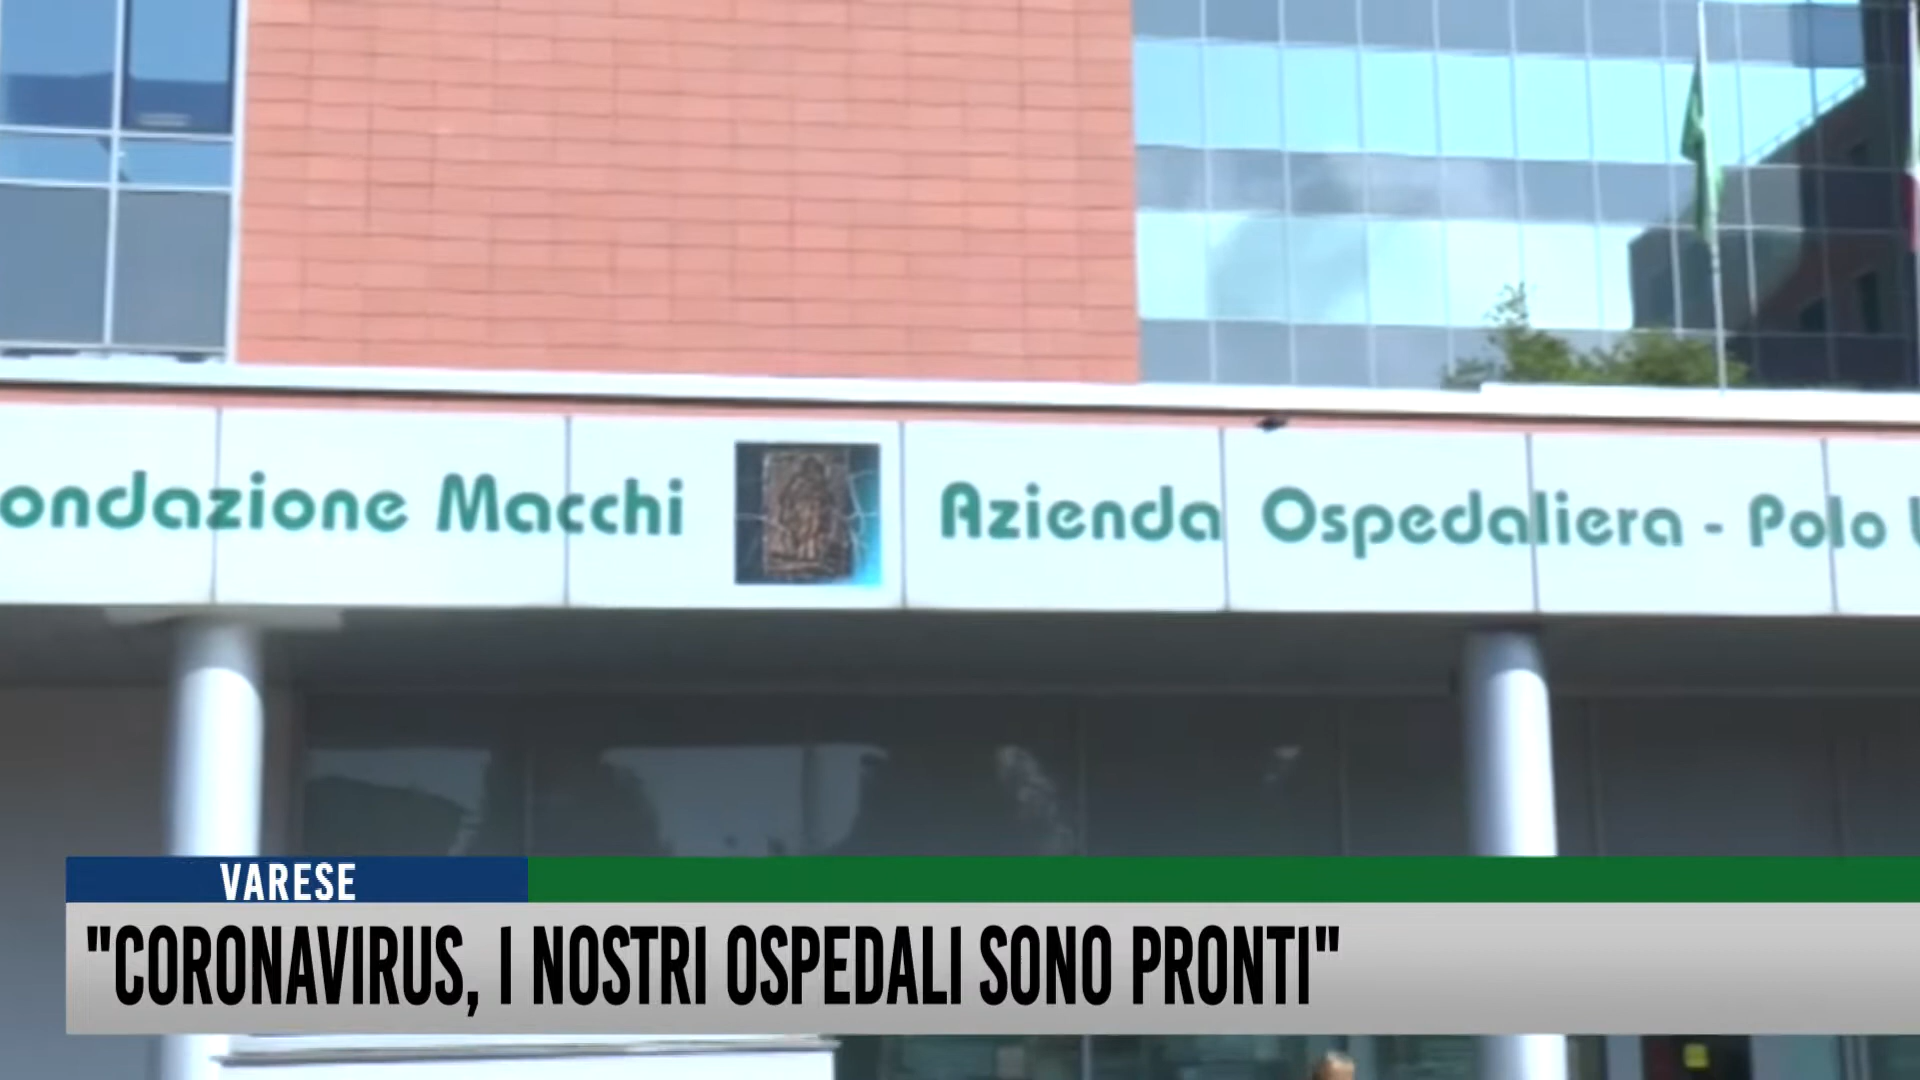 ondazione Macchi Azienda Ospedaliera - Polo
VARESE
"CORONAVIRUS, I NOSTRI OSPEDALI SONO PRONTI"